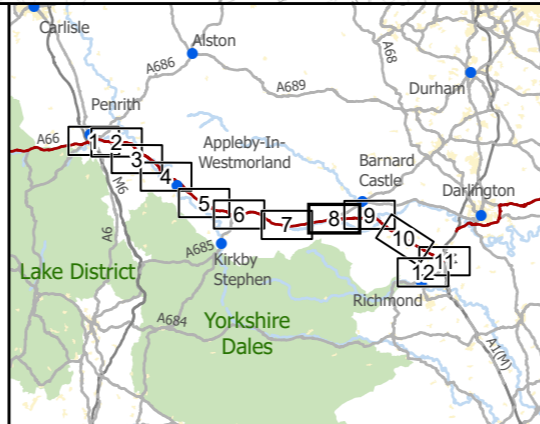 Carlisle
Alston
A68
A686
A689
Durham
Penrith
A66
1
2
3
4
Appleby-In-
Westmorland
Barnard
Castle
Darlington
M6
A6
5
6
7
8
9
10
11
12
A685
Kirkby
Stephen
Lake District
Richmond
A684
Yorkshire
Dales
A1(M)